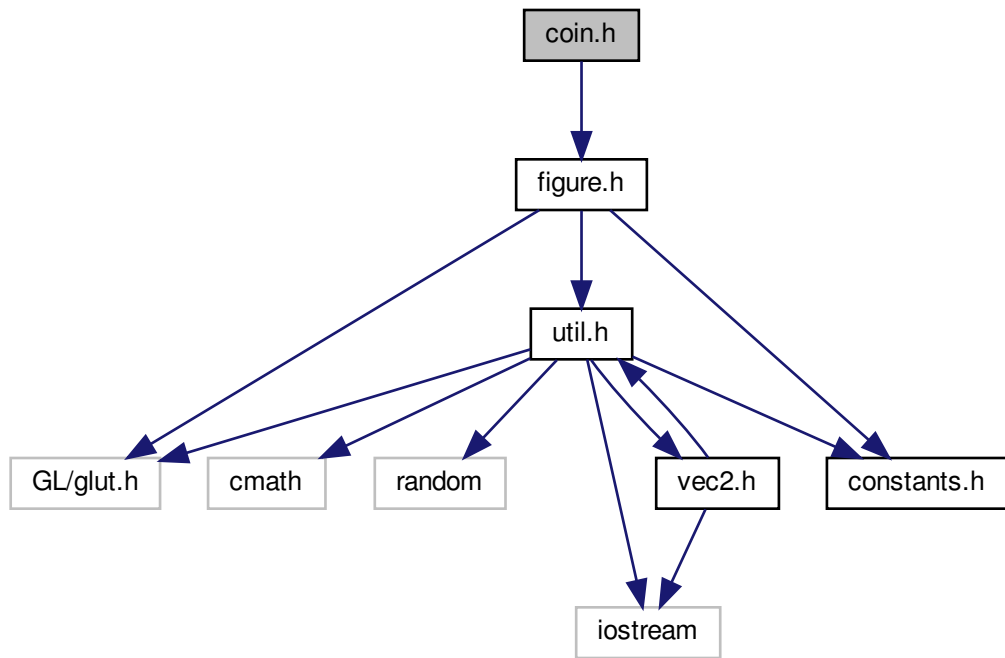 coin.h
figure.h
util.h
GL/glut.h
cmath
random
vec2.h
constants.h
iostream